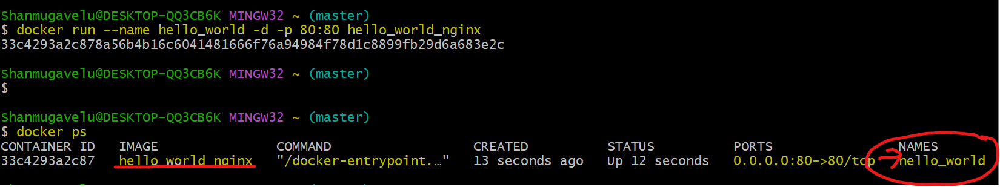 Shanmugavelu@DESKTOP-QQ3CB6K MINGW32 ~ (master)
$ docker run --name hello_world -d -p 80:80 hello_world_nginx
33c4293a2c878a56b4b16c6041481666f76a94984f78d1c8899fb29d6a683e2c
Shanmugavelu@DESKTOP-QQ3CB6K MINGW32 ~ (master)
$
Shanmugavelu@DESKTOP-QQ3CB6K MINGW32 ~ (master)
$ docker ps
CONTAINER ID IMAGE COMMAND CREATED STATUS PORTS NAMES
33c4293a2c87 hello_world_nginx "/docker-entrypoint.…" 13 seconds ago Up 12 seconds 0.0.0.0:80->80/tcp hello_world